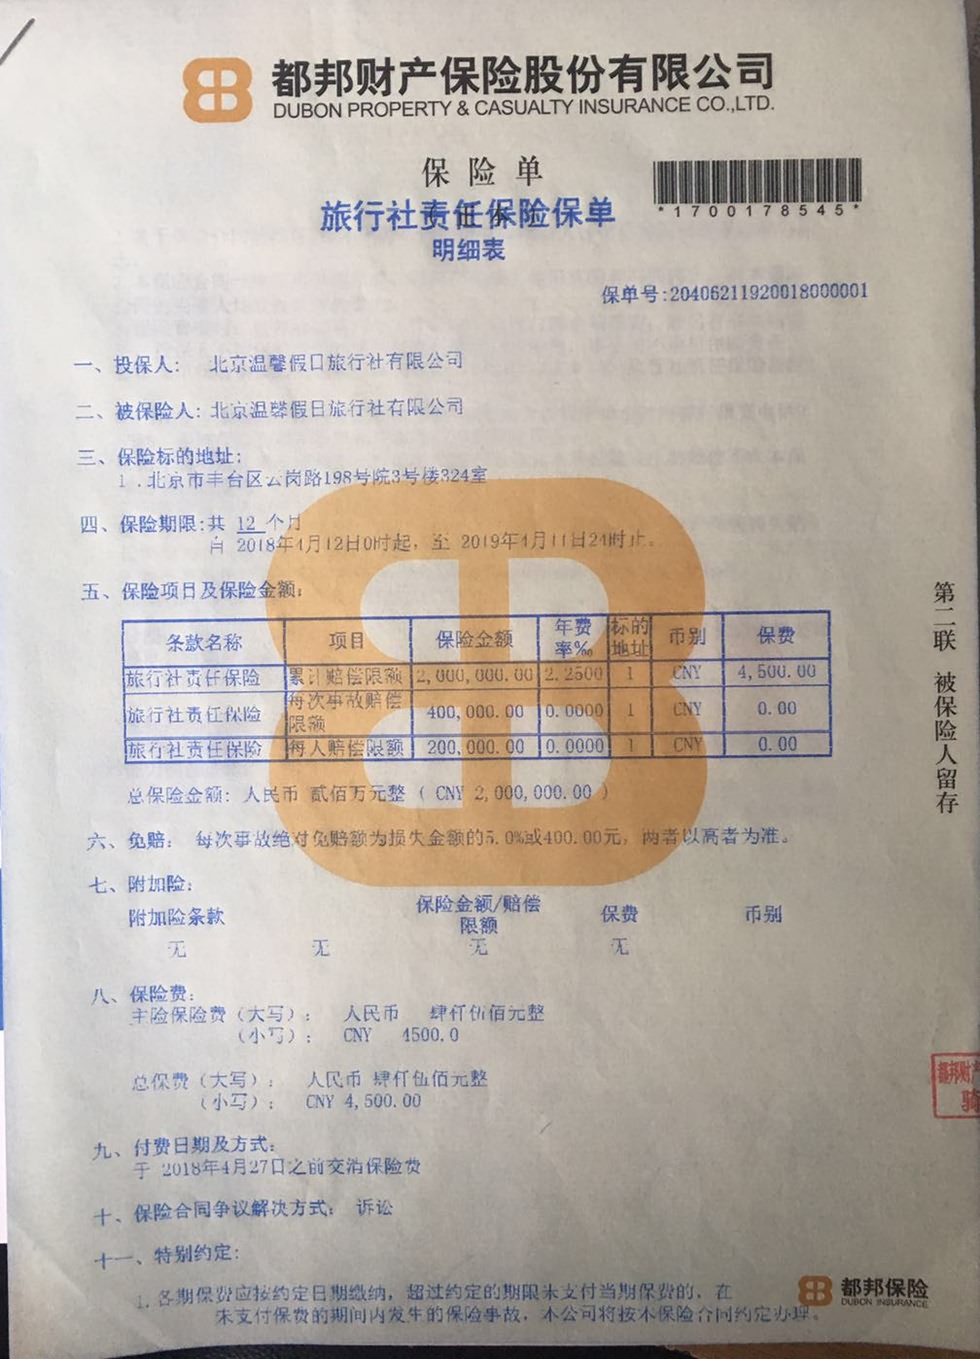 都邦财产保险股份有限公司
DUBON PROPERTY & CASUALTY INSURANCE CO.,LTD.
保险单
*1700178545*
旅行社责任保险保单
明细表
保单号:20406211920018000001
一、投保人: 北京温馨假日旅行社有限公司
二、被保险人: 北京温馨假日旅行社有限公司
三、保险标的地址:
1.北京市丰台区云岗路198号院3号楼324室
四、保险期限:共 12 个月
自 2018年4月12日0时起, 至 2019年4月11日24时止。
五、保险项目及保险金额:
条款名称 项目 保险金额 年费率‰ 标的地址 币别 保费
旅行社责任保险 累计赔偿限额 2,000,000.00 2.2500 1 CNY 4,500.00
旅行社责任保险 每次事故赔偿限额 400,000.00 0.0000 1 CNY 0.00
旅行社责任保险 每人赔偿限额 200,000.00 0.0000 1 CNY 0.00
总保险金额: 人民币 贰佰万元整 ( CNY 2,000,000.00 )
六、免赔: 每次事故绝对免赔额为损失金额的5.0%或400.00元, 两者以高者为准。
七、附加险:
附加险条款 保险金额/赔偿限额 保费 币别
无 无 无 无
八、保险费:
主险保险费(大写): 人民币 肆仟伍佰元整
(小写): CNY 4500.0
总保费(大写): 人民币 肆仟伍佰元整
(小写): CNY 4,500.00
九、付费日期及方式:
于 2018年4月27日之前交清保险费
十、保险合同争议解决方式: 诉讼
十一、特别约定:
1.各期保费应按约定日期缴纳, 超过约定的期限未支付当期保费的, 在
未支付保费的期间内发生的保险事故, 本公司将按本保险合同约定办理。
第二联 被保险人留存
都邦财产
骑
都邦保险
DUBON INSURANCE